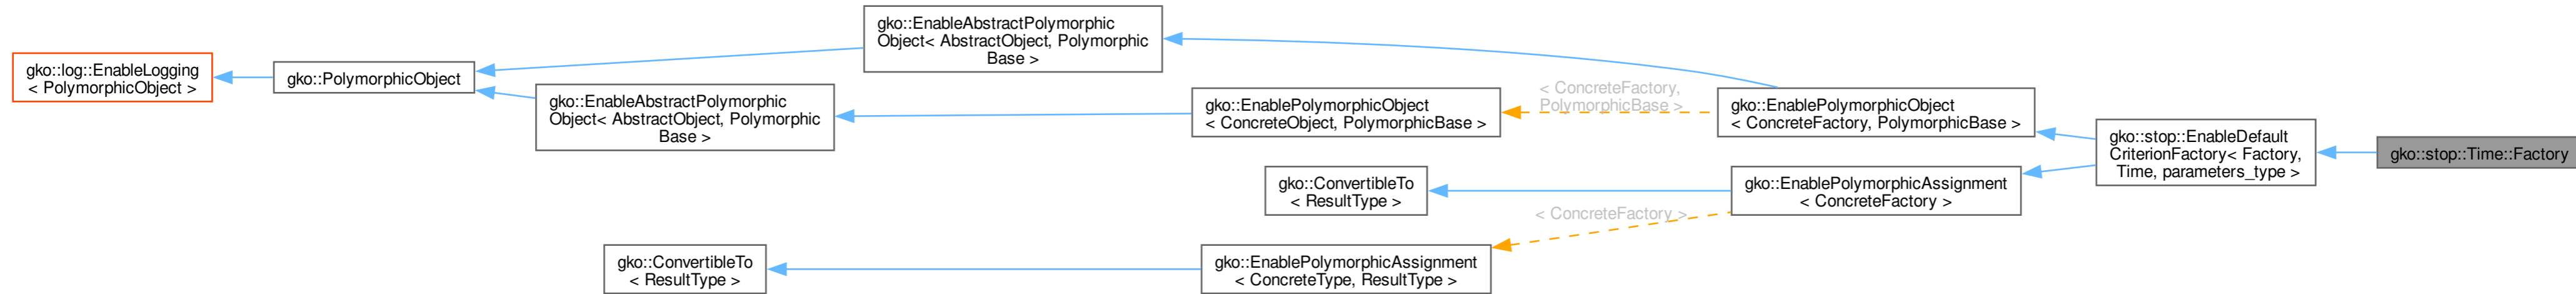 gko::log::EnableLogging
< PolymorphicObject >
gko::PolymorphicObject
gko::EnableAbstractPolymorphic
Object< AbstractObject, Polymorphic
Base >
gko::EnableAbstractPolymorphic
Object< AbstractObject, Polymorphic
Base >
gko::EnablePolymorphicObject
< ConcreteObject, PolymorphicBase >
< ConcreteFactory,
PolymorphicBase >
gko::EnablePolymorphicObject
< ConcreteFactory, PolymorphicBase >
gko::ConvertibleTo
< ResultType >
gko::EnablePolymorphicAssignment
< ConcreteFactory >
< ConcreteFactory >
gko::ConvertibleTo
< ResultType >
gko::EnablePolymorphicAssignment
< ConcreteType, ResultType >
gko::stop::EnableDefault
CriterionFactory< Factory,
Time, parameters_type >
gko::stop::Time::Factory